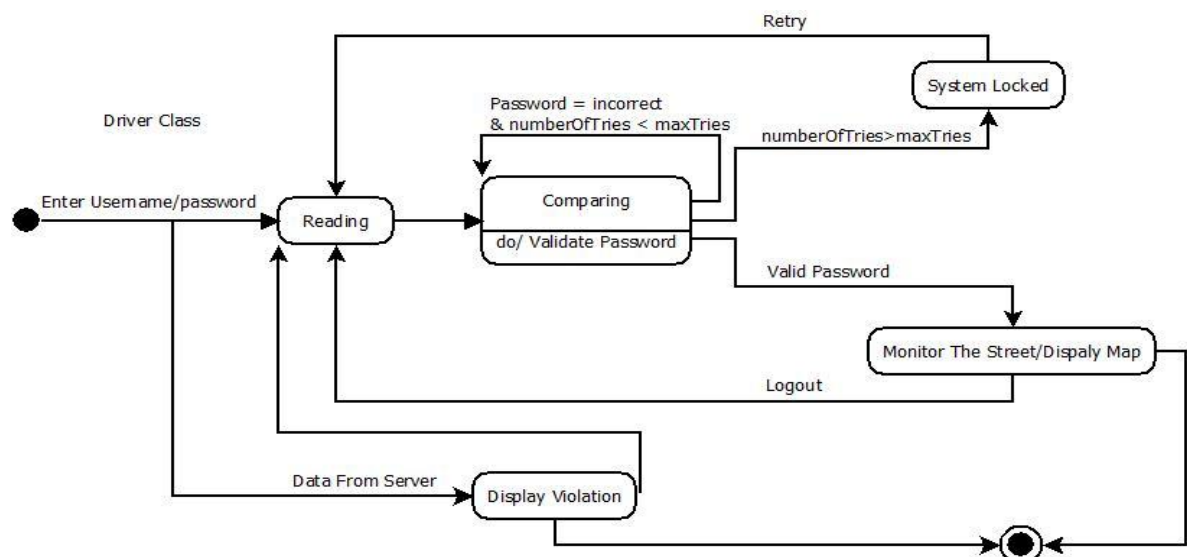 Retry
System Locked
Password = incorrect
& numberOfTries < maxTries
Driver Class
numberOfTries>maxTries
Enter Username/password
Comparing
Reading
do/ Validate Password
Valid Password
Monitor The Street/Dispaly Map
Logout
Data From Server
Display Violation